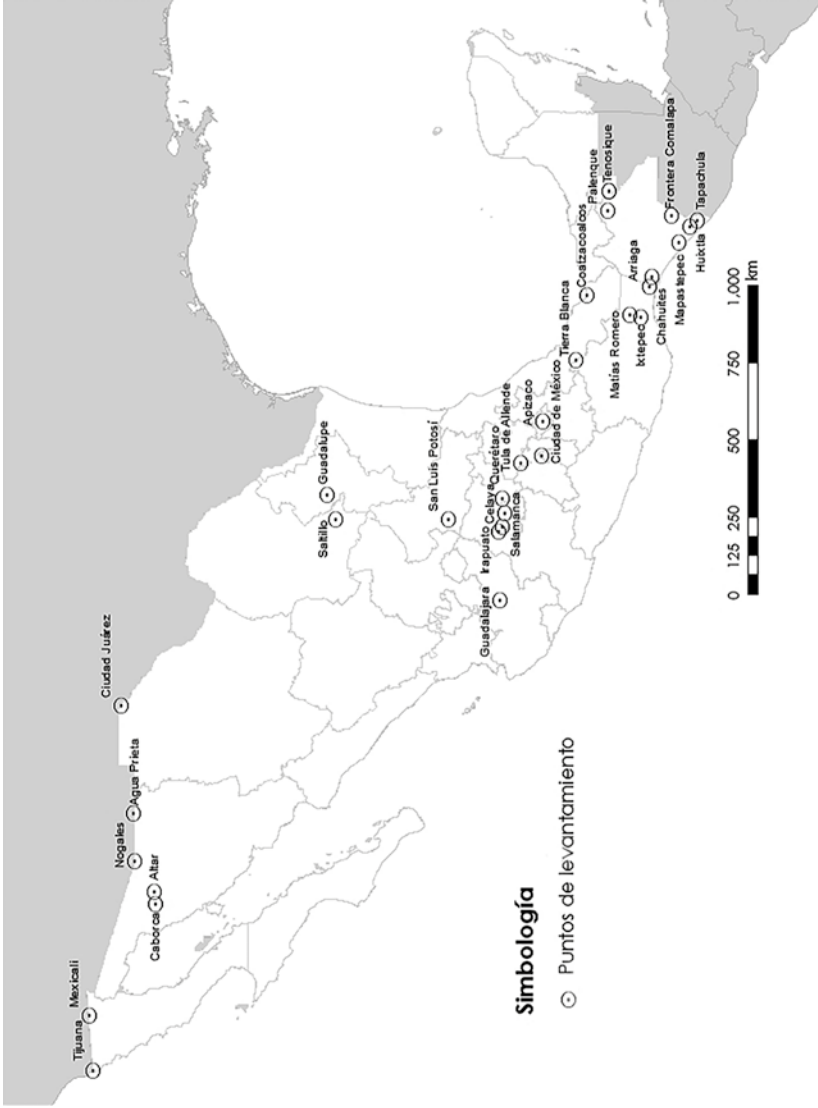 Tijuana
Mexicali
Caborca
Altar
Nogales
Agua Prieta
Ciudad Juárez
Saltillo
Guadalupe
San Luis Potosí
Guadalajara
Irapuato
Celaya
Salamanca
Querétaro
Tula de Allende
Apizaco
Ciudad de México
Tierra Blanca
Coatzacoalcos
Palenque
Tenosique
Matías Romero
Ixtepec
Chahuites
Arriaga
Mapastepec
Huixtla
Frontera Comalapa
Tapachula
Simbología
Puntos de levantamiento
0 125 250 500 750 1,000
km